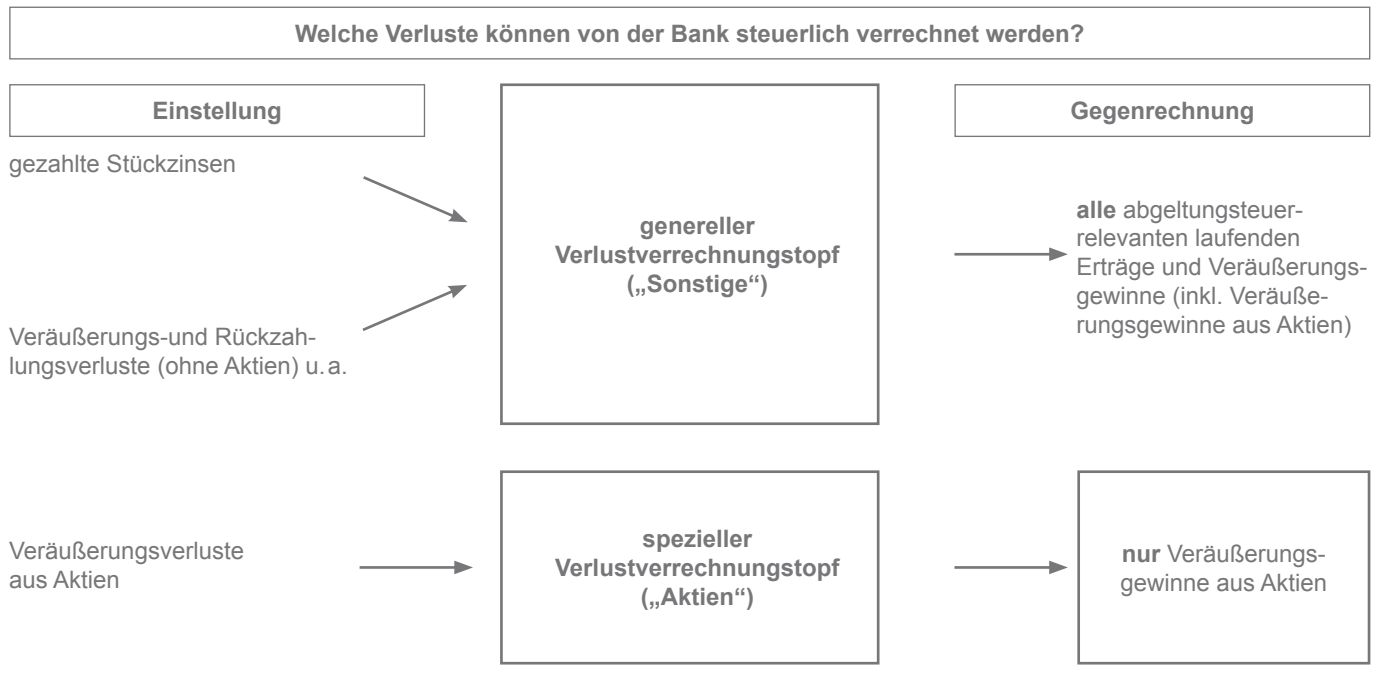 Welche Verluste können von der Bank steuerlich verrechnet werden?
Einstellung
gezahlte Stückzinsen
Veräußerungs-und Rückzah-
lungsverluste (ohne Aktien) u. a.
genereller
Verlustverrechnungstopf
(„Sonstige“)
Gegenrechnung
alle abgeltungsteuer-
relevanten laufenden
Erträge und Veräußerungs-
gewinne (inkl. Veräuße-
rungsgewinne aus Aktien)
Veräußerungsverluste
aus Aktien
spezieller
Verlustverrechnungstopf
(„Aktien“)
nur Veräußerungs-
gewinne aus Aktien